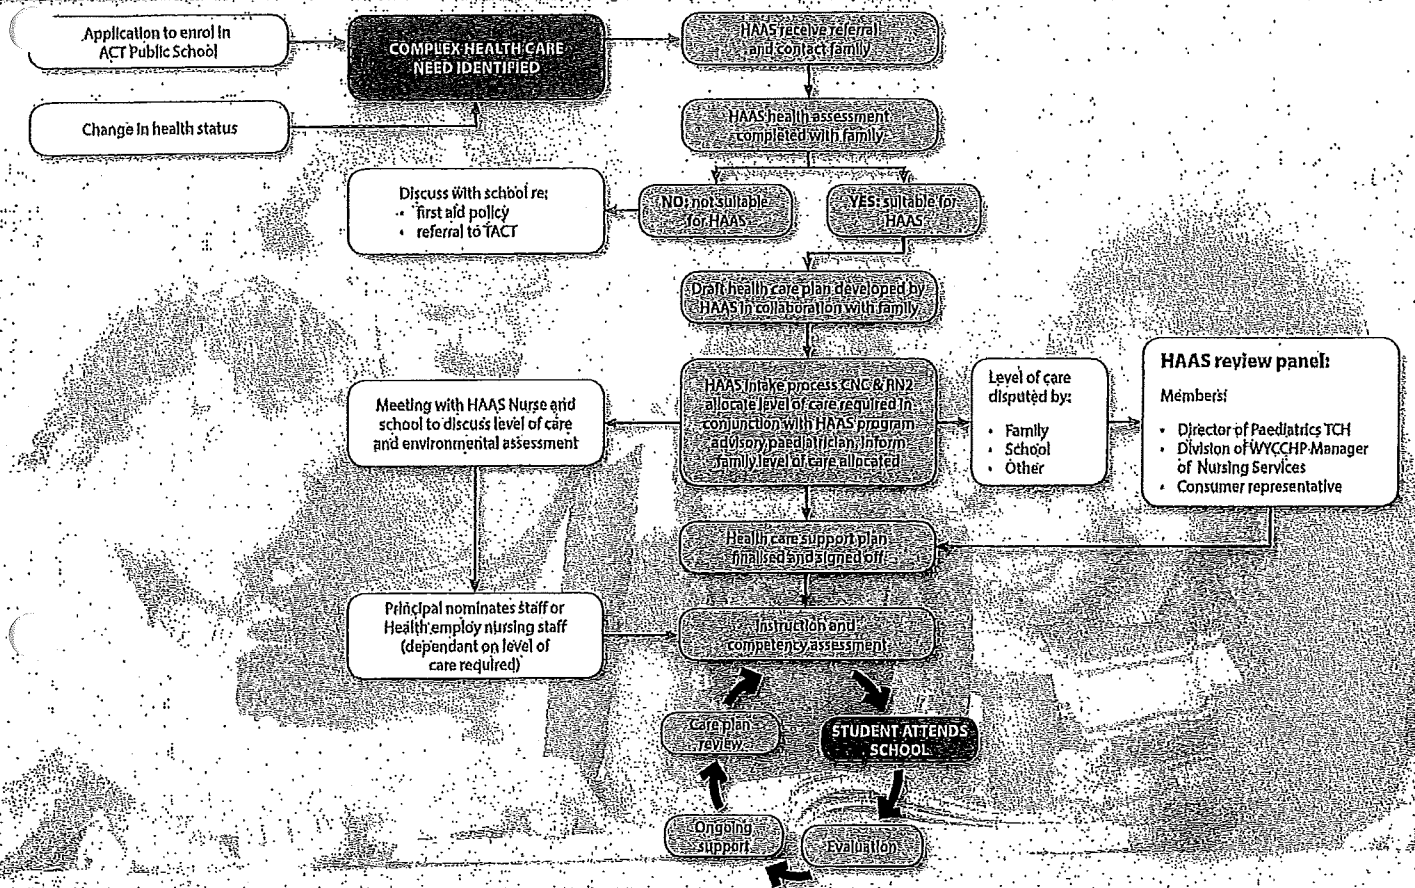 Application to enrol in
ACT Public School
COMPLEX HEALTH CARE
NEED IDENTIFIED
HAAS receive referral
and contact family
Change in health status
HAAS health assessment
completed with family
Discuss with school re:
• first aid policy
• referral to TACT
NO: not suitable
for HAAS
YES: suitable for
HAAS
Draft health care plan developed by
HAAS in collaboration with family
Meeting with HAAS Nurse and
school to discuss level of care
and environmental assessment
HAAS Intake process CNC & RN2
allocate level of care required in
conjunction with HAAS program
advisory paediatrician, inform
family level of care allocated
Level of care
disputed by:
• Family
• School
• Other
HAAS review panel:
Members:
• Director of Paediatrics TCH
• Division of WYCCHP Manager
of Nursing Services
• Consumer representative
Health care support plan
finalised and signed off
Principal nominates staff or
Health employ nursing staff
(dependant on level of
care required)
Instruction and
competency assessment
Care plan
review
STUDENT ATTENDS
SCHOOL
Ongoing
support
Evaluation